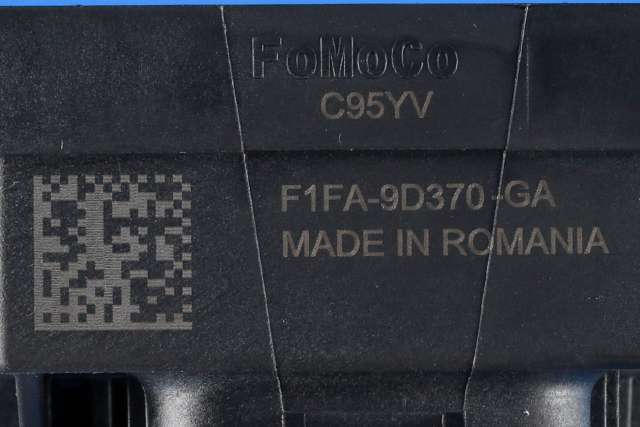 FoMoCo
C95YV
F1FA-9D370-GA
MADE IN ROMANIA